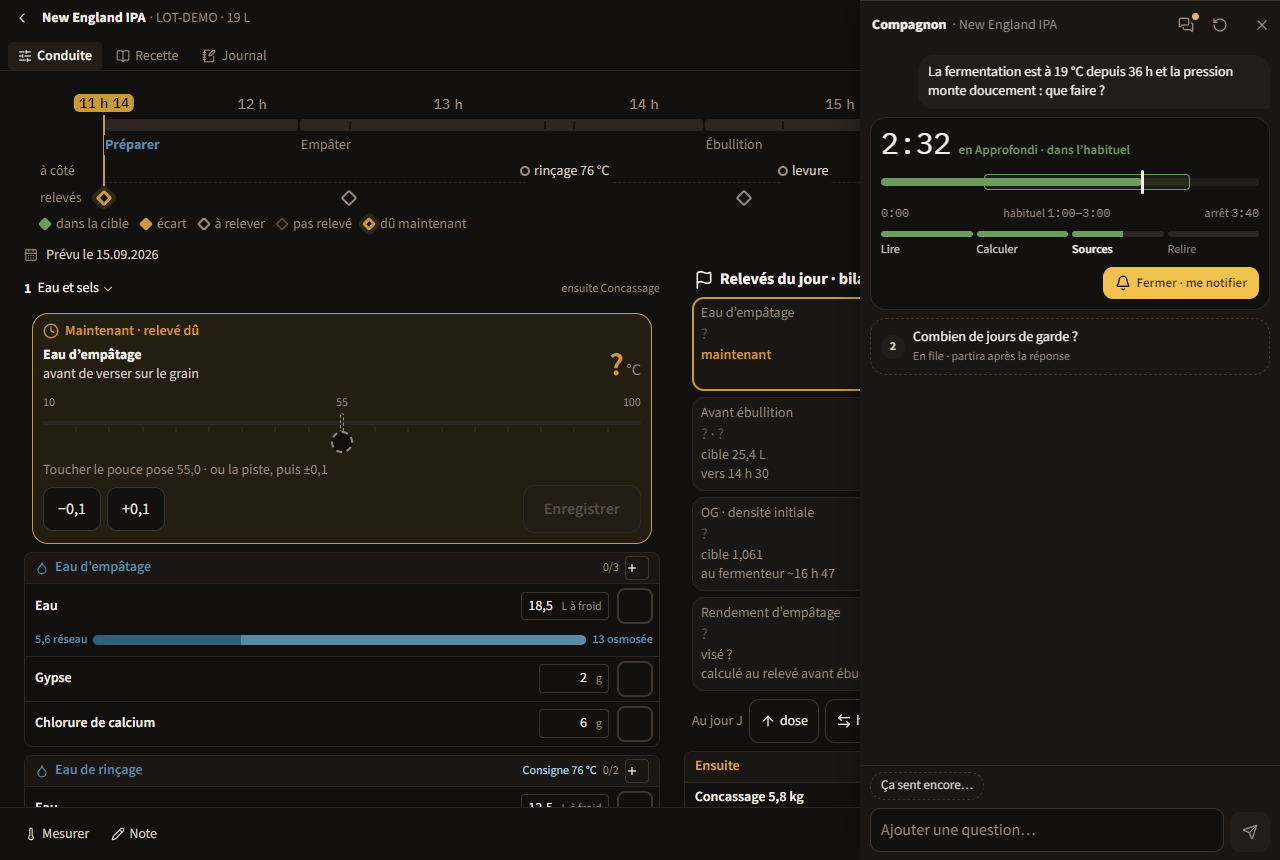 New England IPA · LOT-DEMO · 19 L
Conduite
Recette
Journal
11 h 14
12 h
13 h
14 h
15 h
Préparer
Empâter
Ébullition
à côté
rinçage 76 °C
levure
relevés
dans la cible
écart
à relever
pas relevé
dû maintenant
Prévu le 15.09.2026
1 Eau et sels
ensuite Concassage
Maintenant · relevé dû
Eau d’empâtage
avant de verser sur le grain
? °C
10
55
100
Toucher le pouce pose 55,0 · ou la piste, puis ±0,1
−0,1
+0,1
Enregistrer
Eau d’empâtage
0/3
+
Eau
18,5 L à froid
5,6 réseau
13 osmosée
Gypse
2 g
Chlorure de calcium
6 g
Eau de rinçage
Consigne 76 °C
0/2
+
Eau
12,5 L à froid
Mesurer
Note
Relevés du jour · bila
Eau d’empâtage
?
maintenant
Avant ébullition
? · ?
cible 25,4 L
vers 14 h 30
OG · densité initiale
?
cible 1,061
au fermenteur ~16 h 47
Rendement d’empâtage
?
visé ?
calculé au relevé avant ébu
Au jour J
dose
h
Ensuite
Concassage 5,8 kg
Compagnon · New England IPA
La fermentation est à 19 °C depuis 36 h et la pression
monte doucement : que faire ?
2:32 en Approfondi · dans l’habituel
0:00
habituel 1:00–3:00
arrêt 3:40
Lire
Calculer
Sources
Relire
Fermer · me notifier
2
Combien de jours de garde ?
En file · partira après la réponse
Ça sent encore…
Ajouter une question…